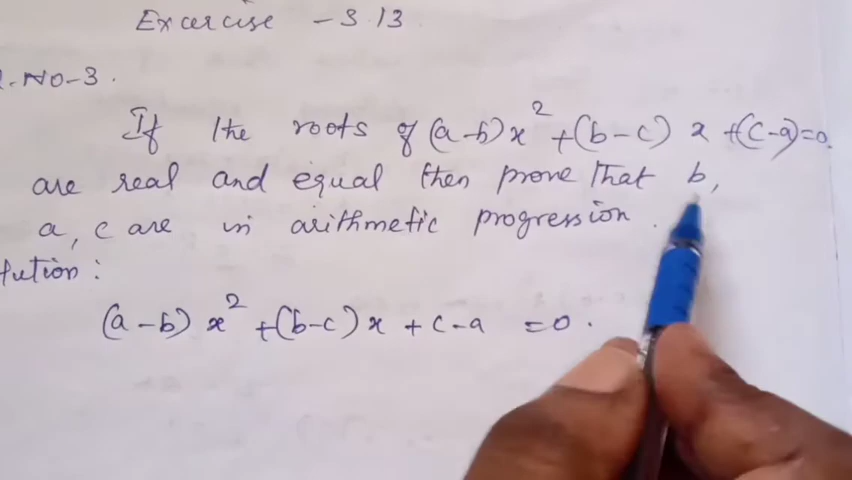 Excercise - 3.13
.NO-3.
If the roots of (a-b)x² +(b-c) x +(c-a)=0.
are real and equal then prove that b,
a, c are in arithmetic progression.
lution:
(a-b)x² +(b-c)x + c-a =0.